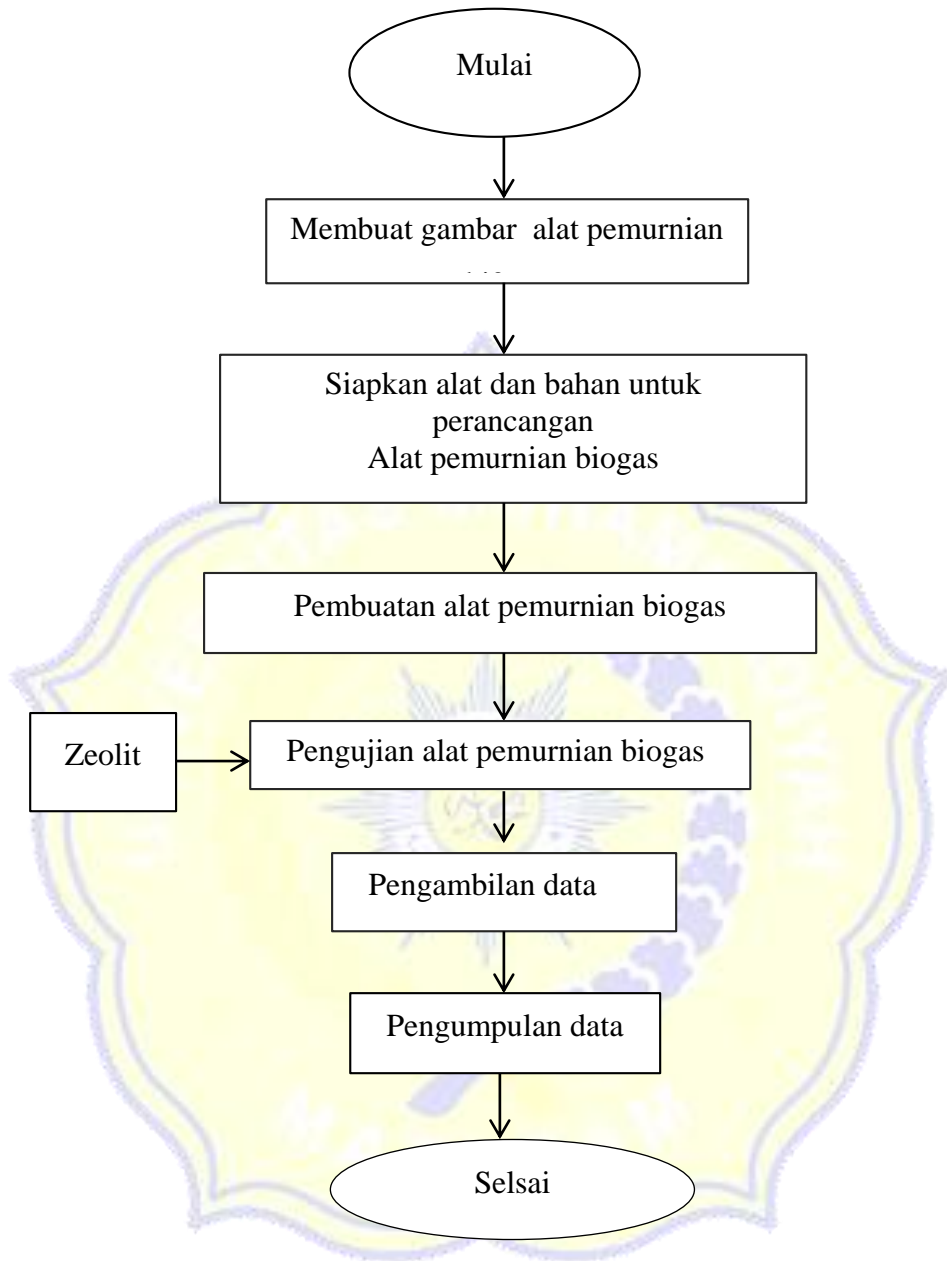 Mulai
Membuat gambar alat pemurnian
Siapkan alat dan bahan untuk
perancangan
Alat pemurnian biogas
Pembuatan alat pemurnian biogas
Zeolit
Pengujian alat pemurnian biogas
Pengambilan data
Pengumpulan data
Selsai